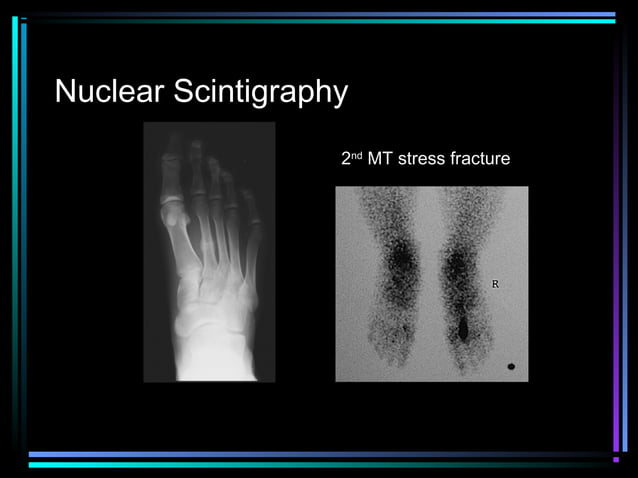 Nuclear Scintigraphy
2nd MT stress fracture
R